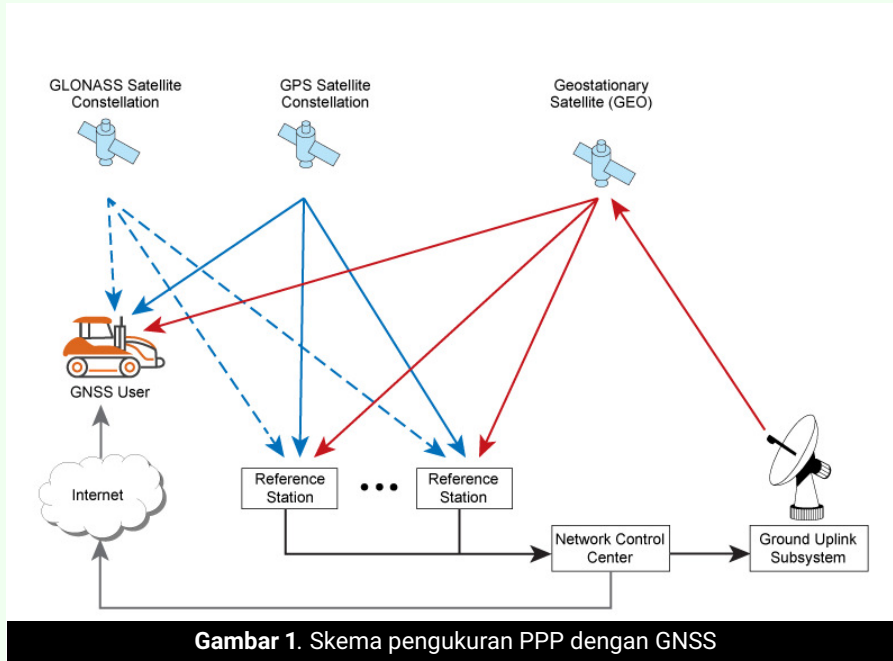 GLONASS Satellite
Constellation
GPS Satellite
Constellation
Geostationary
Satellite (GEO)
GNSS User
Internet
Reference
Station
Reference
Station
Network Control
Center
Ground Uplink
Subsystem
Gambar 1. Skema pengukuran PPP dengan GNSS